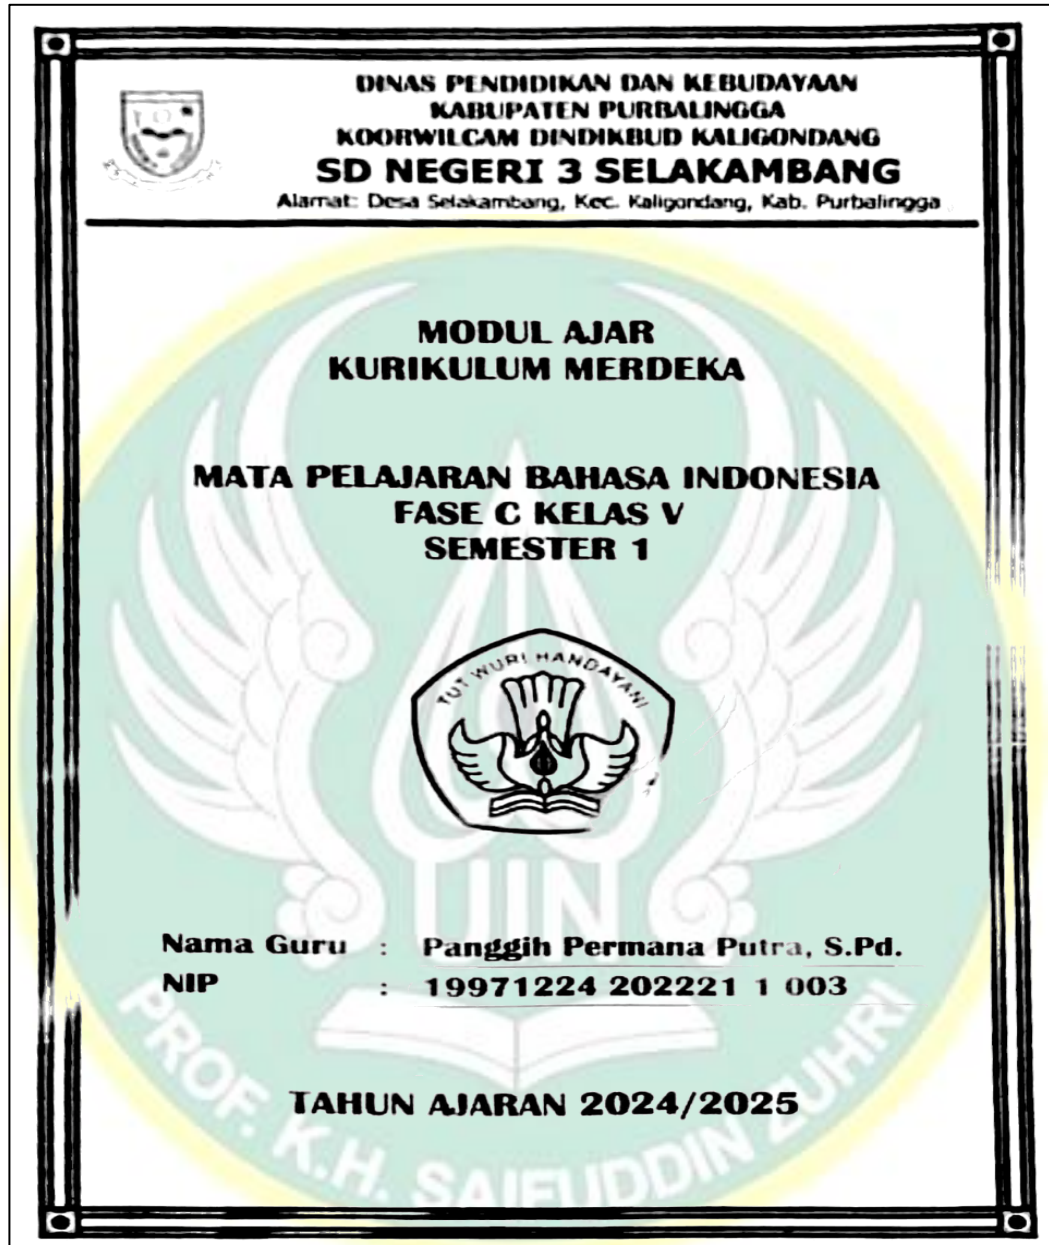 DINAS PENDIDIKAN DAN KEBUDAYAAN
KABUPATEN PURBALINGGA
KOORWILCAM DINDIKBUD KALIGONDANG
SD NEGERI 3 SELAKAMBANG
Alamat: Desa Selakambang, Kec. Kaligondang, Kab. Purbalingga
MODUL AJAR
KURIKULUM MERDEKA
MATA PELAJARAN BAHASA INDONESIA
FASE C KELAS V
SEMESTER 1
TUT WURI HANDAYANI
UIN
Nama Guru : Panggih Permana Putra, S.Pd.
NIP : 19971224 202221 1 003
TAHUN AJARAN 2024/2025
PROF. K.H. SAIFUDDIN ZUHRI